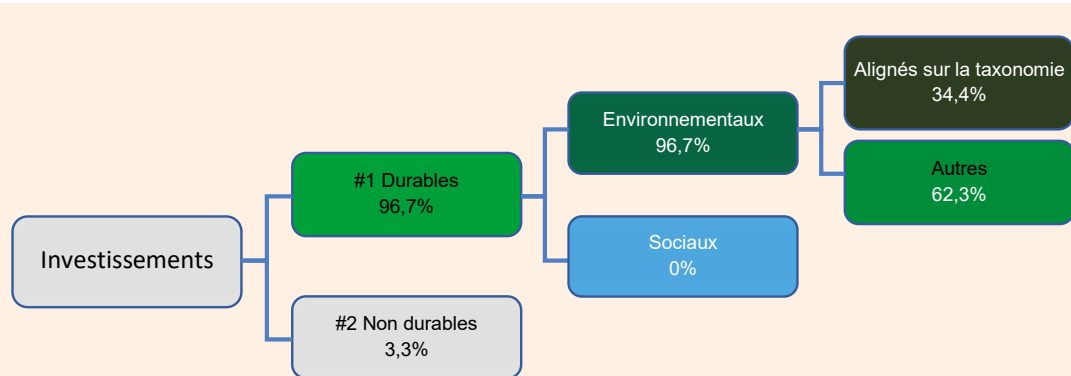 Investissements
#1 Durables
96,7%
#2 Non durables
3,3%
Environnementaux
96,7%
Sociaux
0%
Alignés sur la taxonomie
34,4%
Autres
62,3%